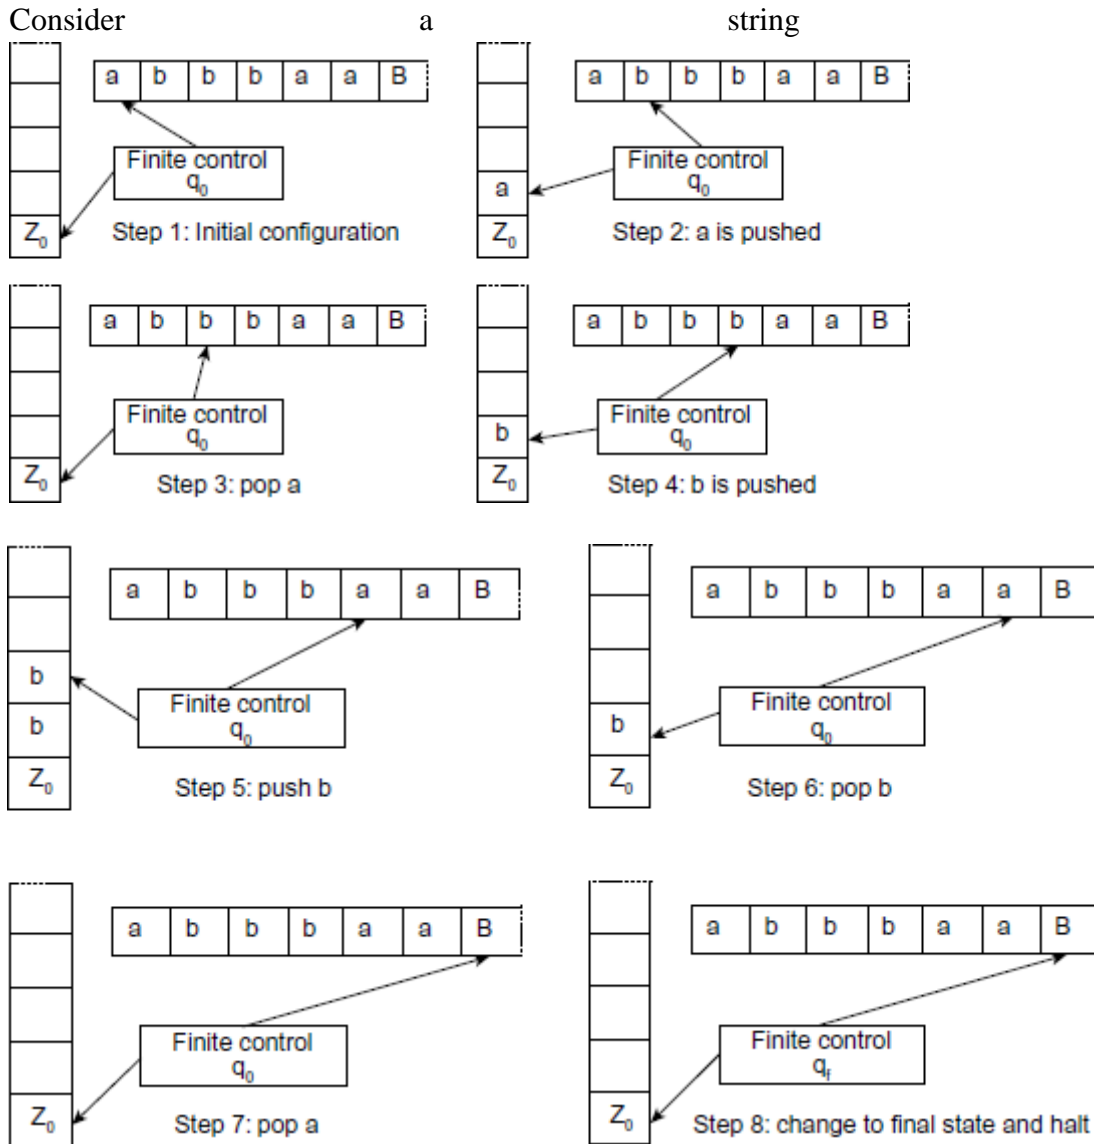 Consider a string
a b b b a a B
Finite control
q₀
Z₀
Step 1: Initial configuration
a b b b a a B
Finite control
q₀
a
Z₀
Step 2: a is pushed
a b b b a a B
Finite control
q₀
Z₀
Step 3: pop a
a b b b a a B
Finite control
q₀
b
Z₀
Step 4: b is pushed
a b b b a a B
b
Finite control
q₀
b
Z₀
Step 5: push b
a b b b a a B
Finite control
q₀
b
Z₀
Step 6: pop b
a b b b a a B
Finite control
q₀
Z₀
Step 7: pop a
a b b b a a B
Finite control
q_f
Z₀
Step 8: change to final state and halt